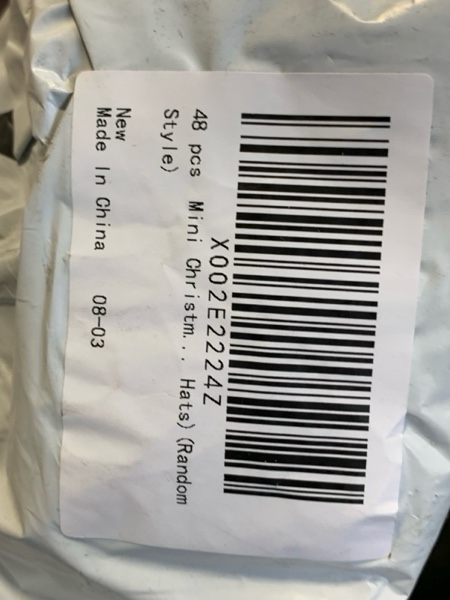 X002E2224Z
48 pcs Mini Christm... Hats) (Random
Style)
New
Made In China 08-03